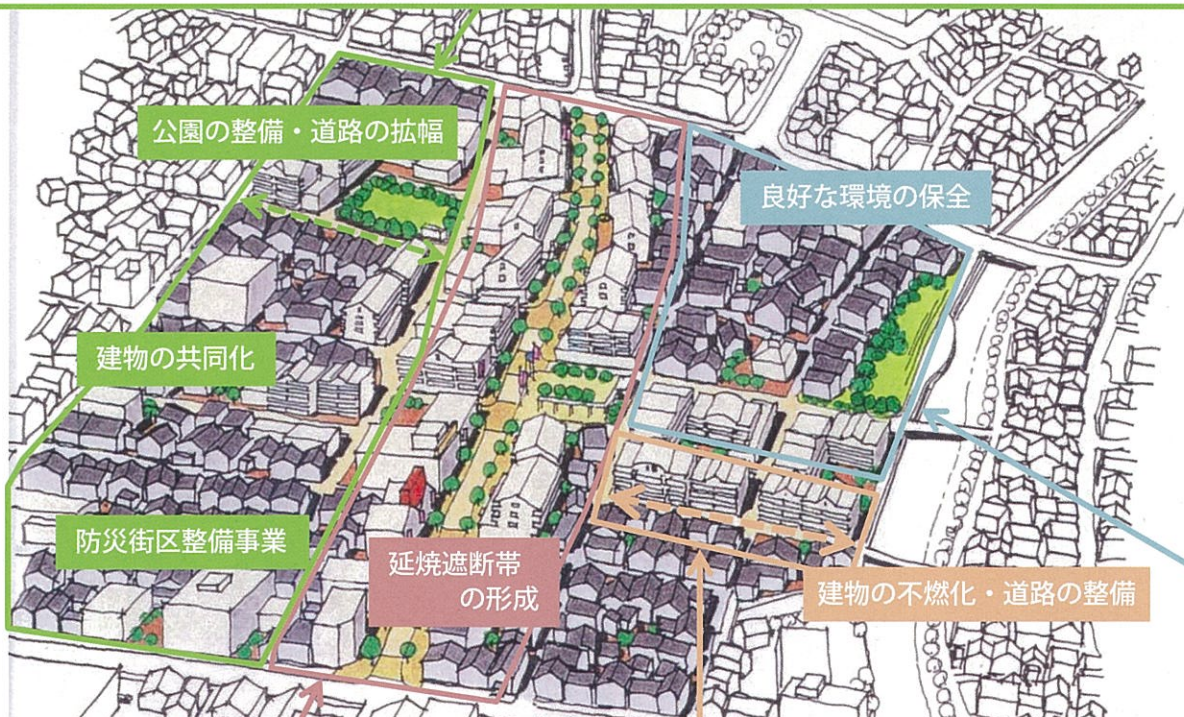 公園の整備・道路の拡幅
良好な環境の保全
建物の共同化
防災街区整備事業
延焼遮断帯
の形成
建物の不燃化・道路の整備